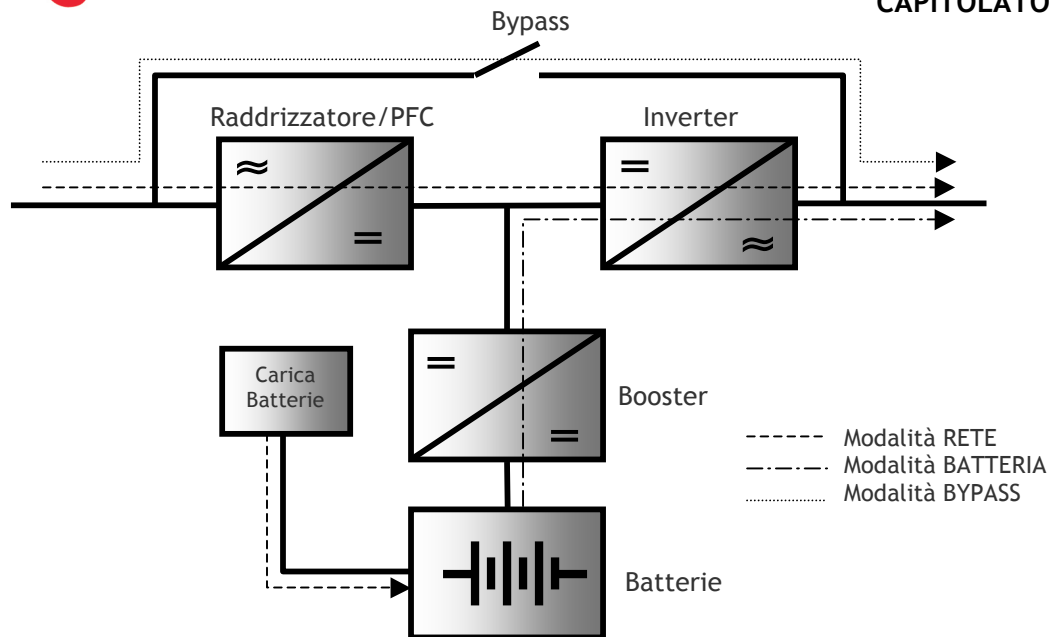 CAPITOLATO
Bypass
Raddrizzatore/PFC
Inverter
Carica
Batterie
Booster
Modalità RETE
Modalità BATTERIA
Modalità BYPASS
Batterie